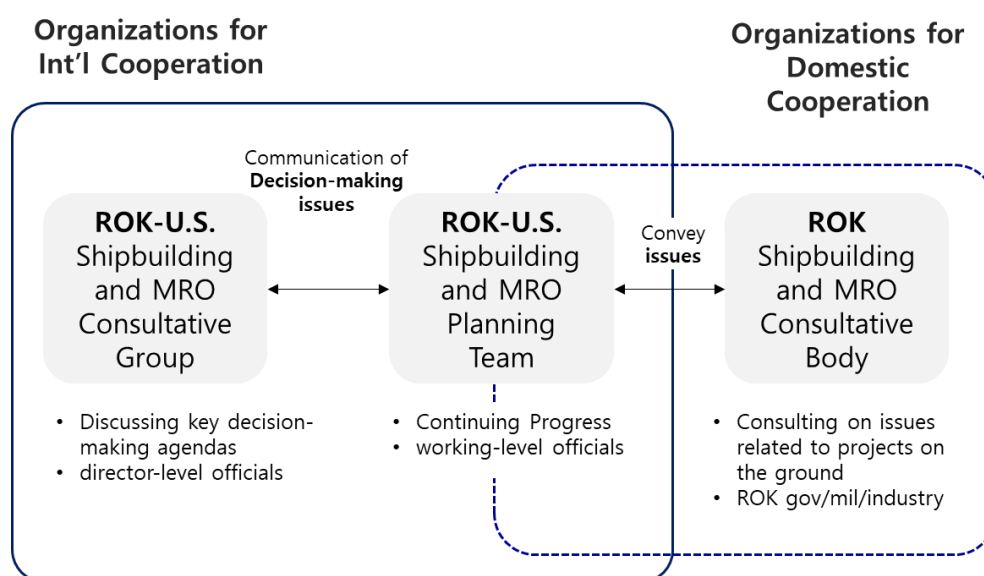 Organizations for
Int'l Cooperation
Organizations for
Domestic
Cooperation
Communication of
Decision-making
issues
ROK-U.S.
Shipbuilding
and MRO
Consultative
Group
ROK-U.S.
Shipbuilding
and MRO
Planning
Team
Convey
issues
ROK
Shipbuilding
and MRO
Consultative
Body
• Discussing key decision-
making agendas
• director-level officials
• Continuing Progress
• working-level officials
• Consulting on issues
related to projects on
the ground
• ROK gov/mil/industry